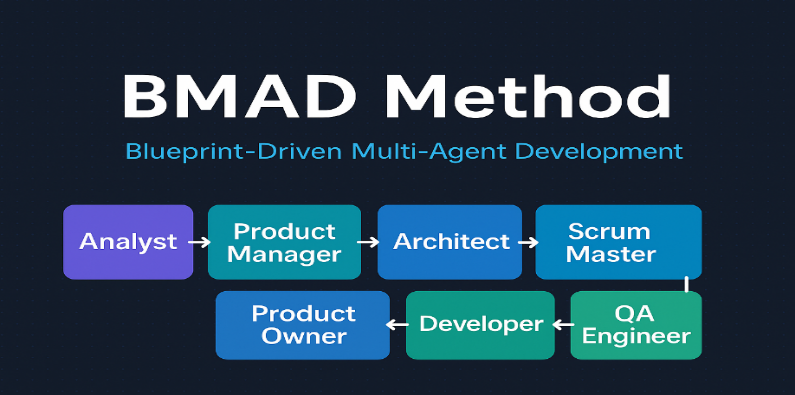 BMAD Method
Blueprint-Driven Multi-Agent Development
Analyst
Product
Manager
Architect
Scrum
Master
Product
Owner
Developer
QA
Engineer